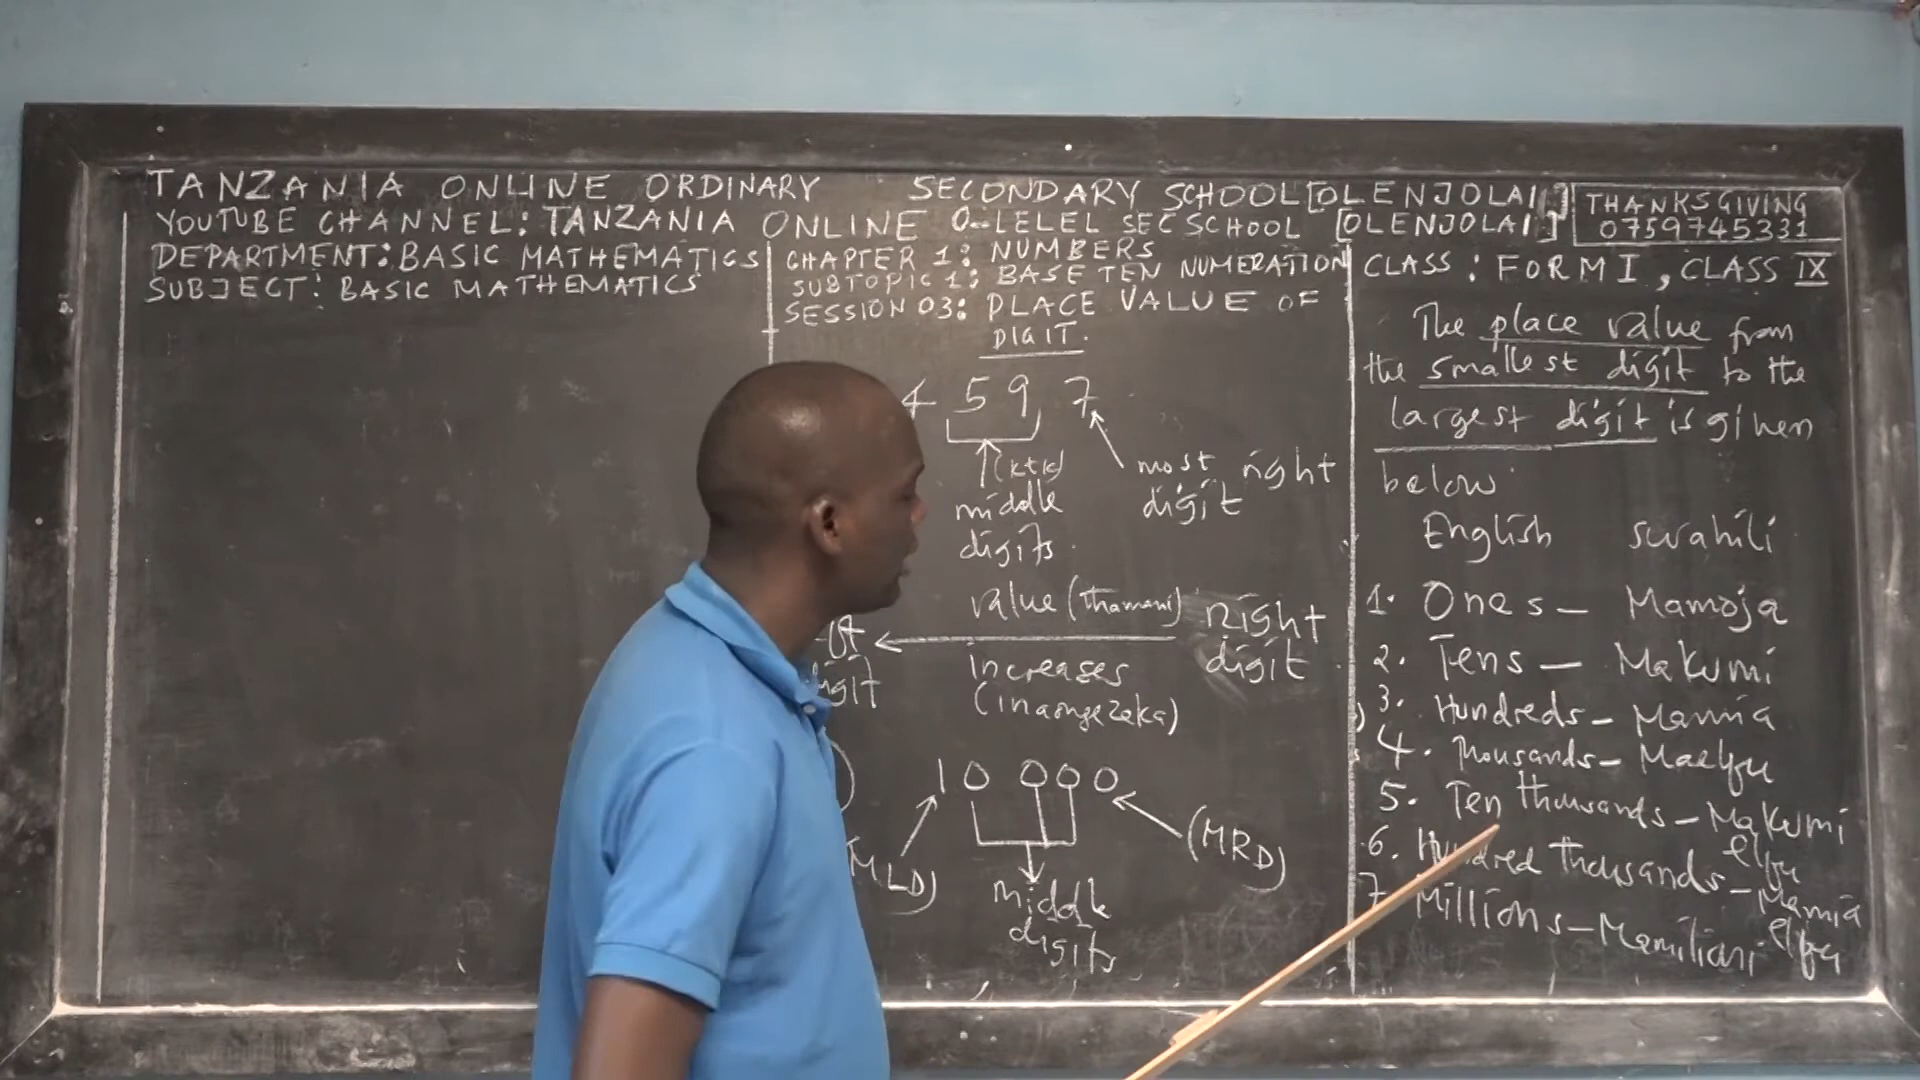 TANZANIA ONLINE ORDINARY SECONDARY SCHOOL [OLENJOLAI]
YOUTUBE CHANNEL: TANZANIA ONLINE O-LELEL SEC SCHOOL [OLENJOLAI]
THANKS GIVING
0759745331
DEPARTMENT: BASIC MATHEMATICS
SUBJECT: BASIC MATHEMATICS
CHAPTER 1: NUMBERS
SUBTOPIC 1: BASE TEN NUMERATION
SESSION 03: PLACE VALUE OF
DIGIT.
4 59 7
(ktk)
middle
digits.
most right
digit
value (thamani)
increases
(inaongezeka)
Right
digit
10 000
(MRD)
MLD)
middle
digits
CLASS: FORM I, CLASS IX
The place value from
the smallest digit to the
largest digit is given
below
English swahili
1. Ones - Mamoja
2. Tens - Makumi
3. Hundreds - Mamia
4. Thousands - Maelfu
5. Ten thousands - Makumi
elfu
6. Hundred thousands - Mamia
elfu
7. Millions - Mamilioni